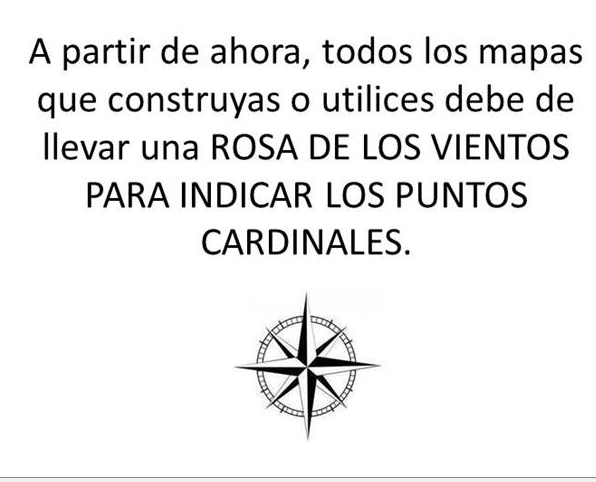 A partir de ahora, todos los mapas
que construyas o utilices debe de
llevar una ROSA DE LOS VIENTOS
PARA INDICAR LOS PUNTOS
CARDINALES.